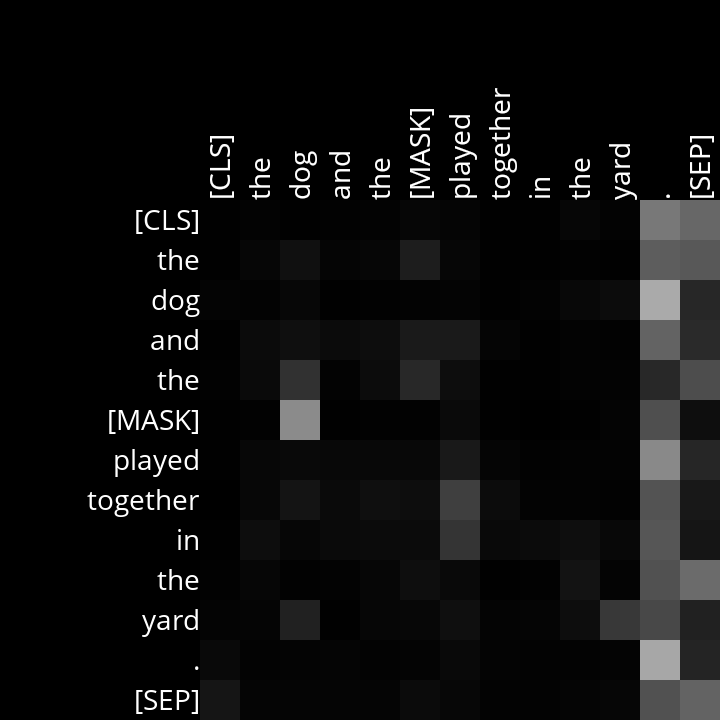 [CLS] the dog and the [MASK] played together in the yard . [SEP]
[CLS]
the
dog
and
the
[MASK]
played
together
in
the
yard
.
[SEP]